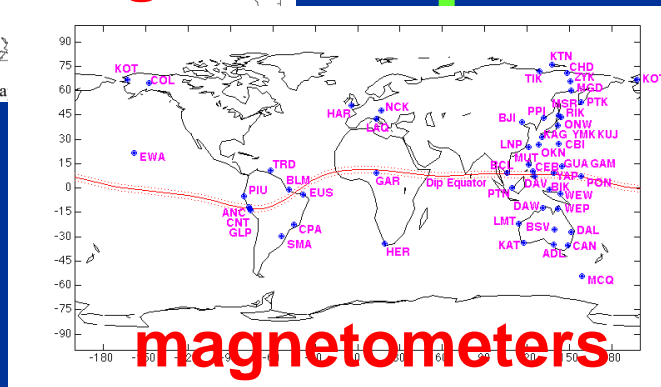 90
KTN
75
KOT
COL
TIK
CHD
ZYK
KOT
MGD
60
HAR
NCK
MSR
PTK
PPI
RIK
45
LAQ
BJI
ONW
KAG YMK KUJ
30
EWA
LNP
OKN
CBI
MUT
15
TRD
BCL
CEB
GUA GAM
BLM
GAR
Dip Equator
YAP
PON
0
PIU
EUS
PTN
DAV
BIK
WEW
ANC
DAW
WEP
-15
CNT
LMT
GLP
CPA
BSV
DAL
-30
SMA
HER
KAT
ADL
CAN
-45
MCQ
-60
-75
-90
magnetometers
-180
-150